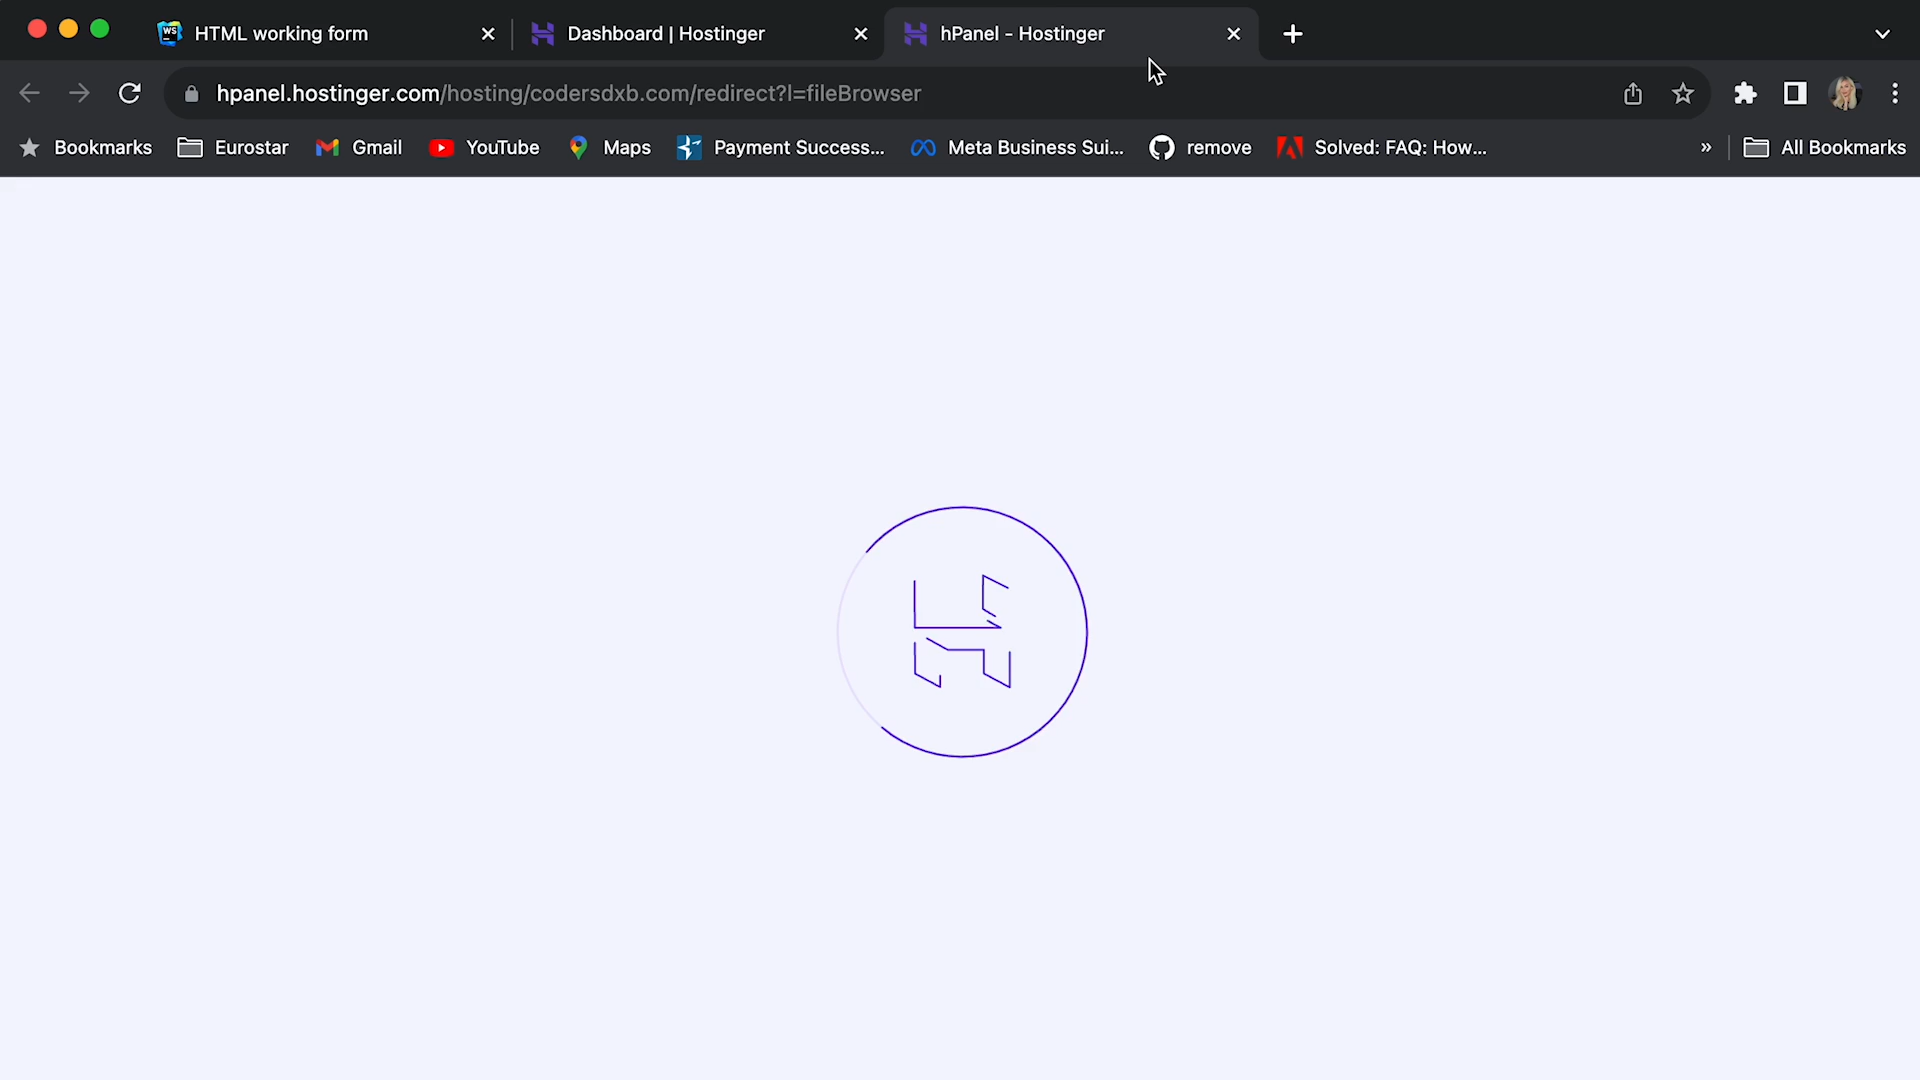 HTML working form
Dashboard | Hostinger
hPanel - Hostinger
hpanel.hostinger.com/hosting/codersdxb.com/redirect?l=fileBrowser
Bookmarks Eurostar Gmail YouTube Maps Payment Success... Meta Business Sui... remove Solved: FAQ: How... » All Bookmarks